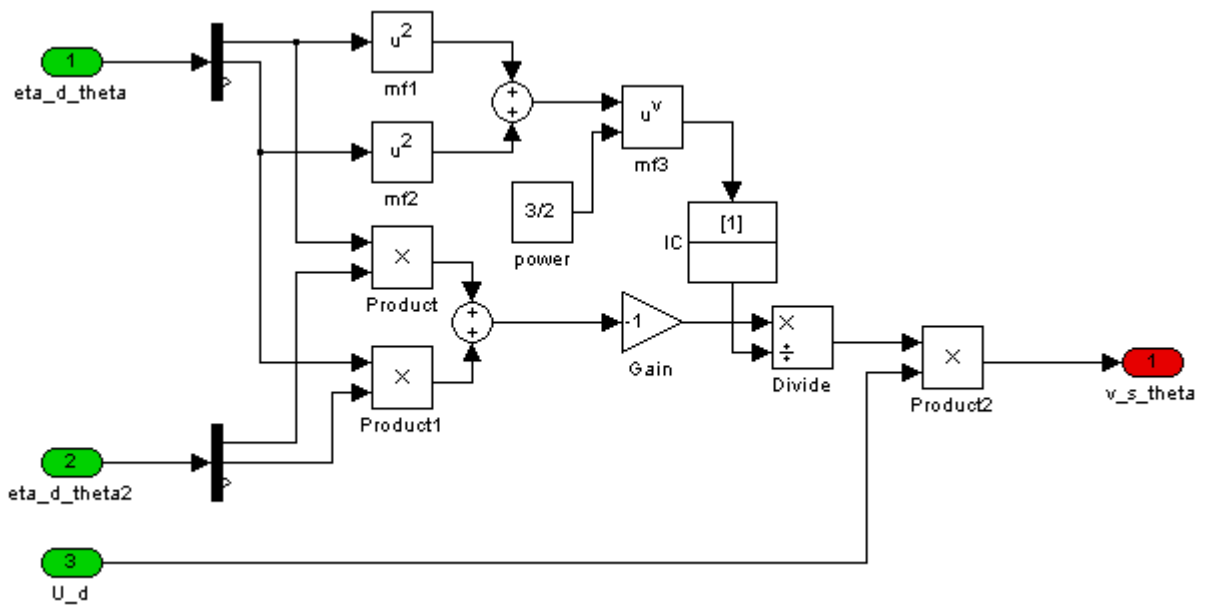 1
eta_d_theta
u2
mf1
+
+
u2
mf2
uv
mf3
3/2
power
[1]
IC
×
Product
+
+
×
Product1
-1
Gain
×
÷
Divide
×
Product2
1
v_s_theta
2
eta_d_theta2
3
U_d